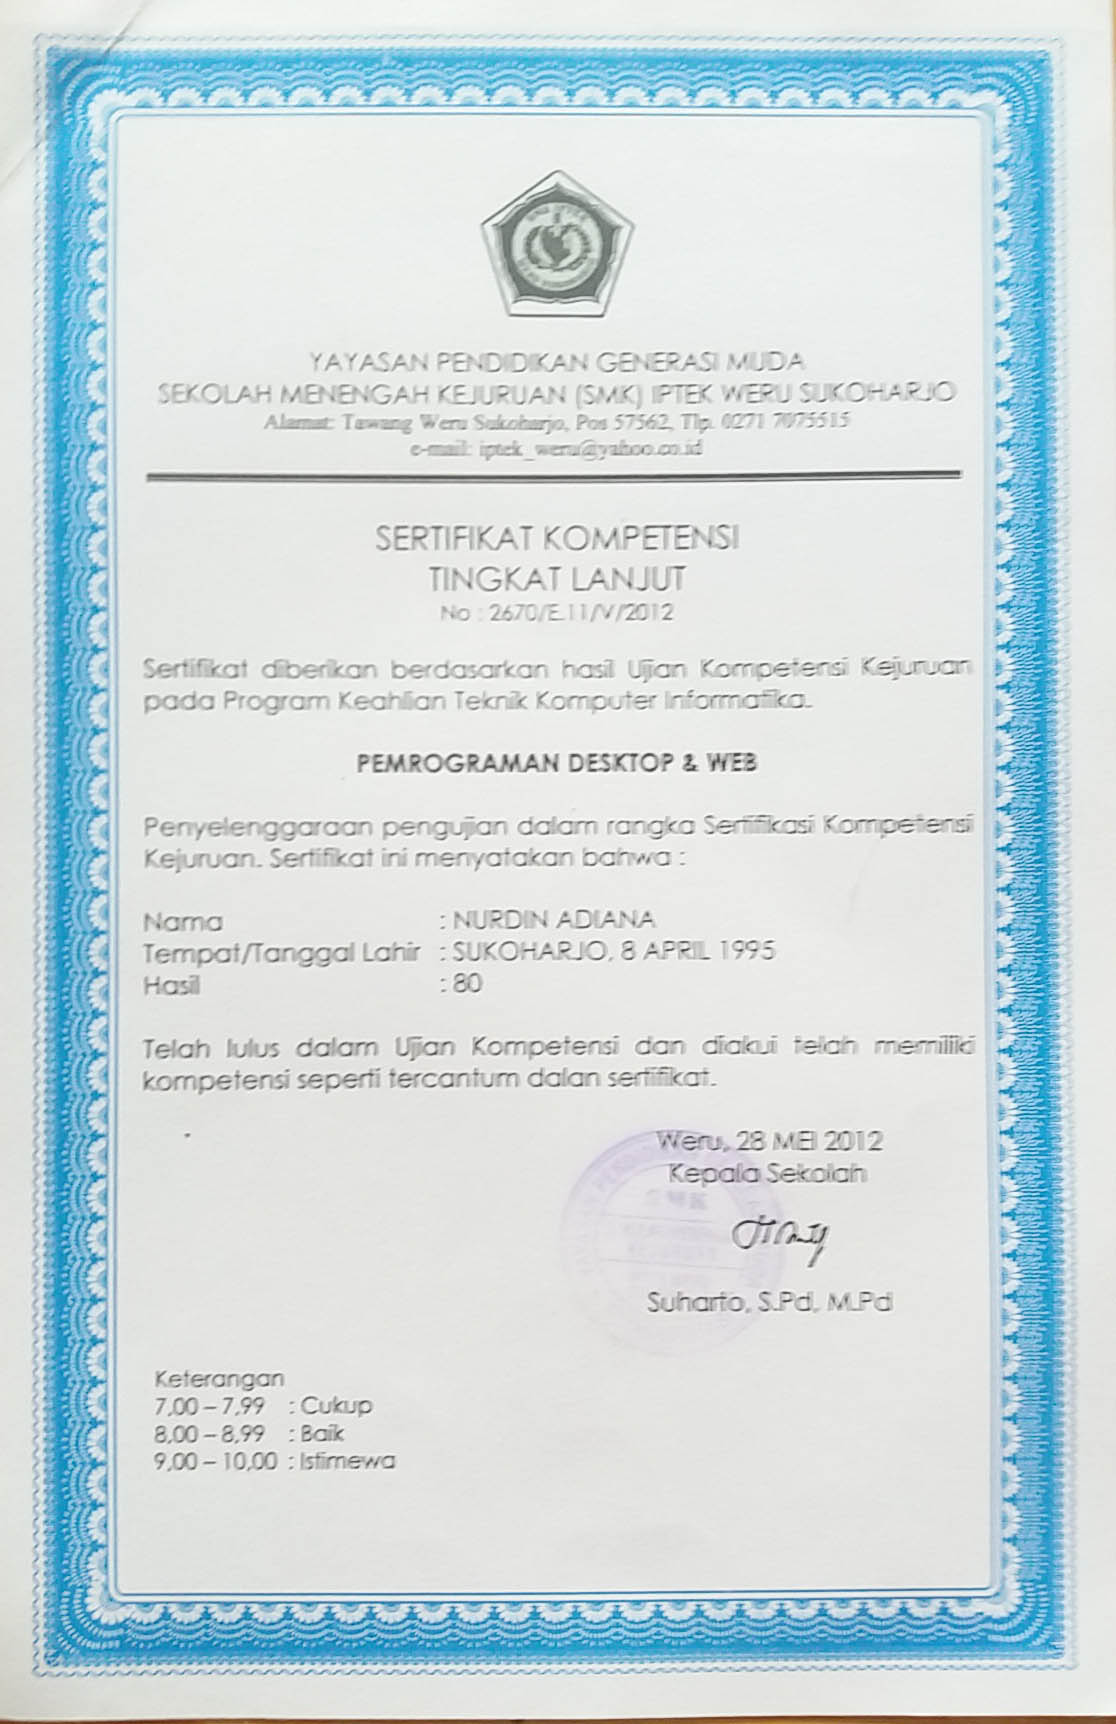 YAYASAN PENDIDIKAN GENERASI MUDA
SEKOLAH MENENGAH KEJURUAN (SMK) IPTEK WERU SUKOHARJO
Alamat: Tawang Weru Sukoharjo, Pos 57562, Tlp. 0271 7075515
e-mail: iptek_weru@yahoo.co.id
SERTIFIKAT KOMPETENSI
TINGKAT LANJUT
No : 2670/E.11/V/2012
Sertifikat diberikan berdasarkan hasil Ujian Kompetensi Kejuruan
pada Program Keahlian Teknik Komputer Informatika.
PEMROGRAMAN DESKTOP & WEB
Penyelenggaraan pengujian dalam rangka Sertifikasi Kompetensi
Kejuruan. Sertifikat ini menyatakan bahwa :
Nama : NURDIN ADIANA
Tempat/Tanggal Lahir : SUKOHARJO, 8 APRIL 1995
Hasil : 80
Telah lulus dalam Ujian Kompetensi dan diakui telah memiliki
kompetensi seperti tercantum dalan sertifikat.
Weru, 28 MEI 2012
Kepala Sekolah
SMK
Suharto, S.Pd, M.Pd
Keterangan
7,00 – 7,99 : Cukup
8,00 – 8,99 : Baik
9,00 – 10,00 : Istimewa